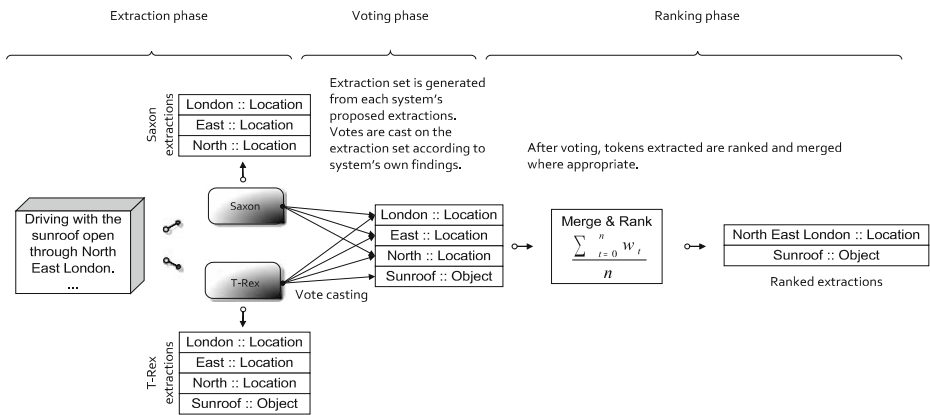 Extraction phase
Voting phase
Ranking phase
Saxon
extractions
London :: Location
East :: Location
North :: Location
Extraction set is generated
from each system's
proposed extractions.
Votes are cast on the
extraction set according to
system's own findings.
After voting, tokens extracted are ranked and merged
where appropriate.
Driving with the
sunroof open
through North
East London.
...
Saxon
T-Rex
Vote casting
London :: Location
East :: Location
North :: Location
Sunroof :: Object
Merge & Rank
∑ n t=0 w t
n
North East London :: Location
Sunroof :: Object
Ranked extractions
T-Rex
extractions
London :: Location
East :: Location
North :: Location
Sunroof :: Object